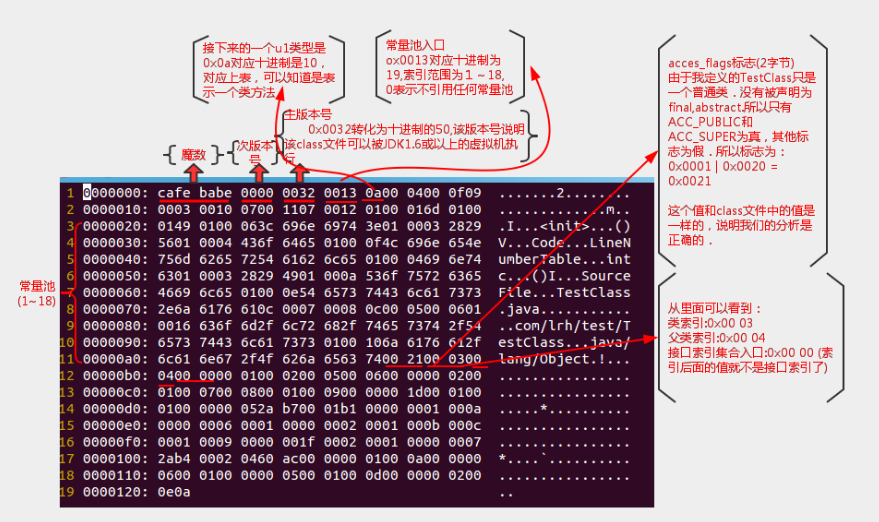 接下来的一个u1类型是
0x0a对应十进制是10，
对应上表，可以知道是表
示一个类方法
常量池入口
ox0013对应十进制为
19,索引范围为１～18,
0表示不引用任何常量池
acces_flags标志(2字节)
由于我定义的TestClass只是
一个普通类．没有被声明为
final,abstract.所以只有
ACC_PUBLIC和
ACC_SUPER为真，其他标
志为假．所以标志为：
0x0001 | 0x0020 =
0x0021
这个值和class文件中的值是
一样的，说明我们的分析是
正确的．
主版本号
0x0032转化为十进制的50,该版本号说明
该class文件可以被JDK1.6或以上的虚拟机执
行
魔数
次版本
号
1 0000000: cafe babe 0000 0032 0013 0a00 0400 0f09 .......2........
2 0000010: 0003 0010 0700 1107 0012 0100 016d 0100 .............m..
3 0000020: 0149 0100 063c 696e 6974 3e01 0003 2829 .I...<init>...()
4 0000030: 5601 0004 436f 6465 0100 0f4c 696e 654e V...Code...LineN
5 0000040: 756d 6265 7254 6162 6c65 0100 0469 6e74 umberTable...int
6 0000050: 6301 0003 2829 4901 000a 536f 7572 6365 c...()I...Source
7 0000060: 4669 6c65 0100 0e54 6573 7443 6c61 7373 File...TestClass
8 0000070: 2e6a 6176 610c 0007 0008 0c00 0500 0601 .java...........
9 0000080: 0016 636f 6d2f 6c72 682f 7465 7374 2f54 ..com/lrh/test/T
10 0000090: 6573 7443 6c61 7373 0100 106a 6176 612f estClass...java/
11 00000a0: 6c61 6e67 2f4f 626a 6563 7400 2100 0300 lang/Object.!...
12 00000b0: 0400 0000 0100 0200 0500 0600 0000 0200 ................
13 00000c0: 0100 0700 0800 0100 0900 0000 1d00 0100 ................
14 00000d0: 0100 0000 052a b700 01b1 0000 0001 000a .....*..........
15 00000e0: 0000 0006 0001 0000 0002 0001 000b 000c ................
16 00000f0: 0001 0009 0000 001f 0002 0001 0000 0007 ................
17 0000100: 2ab4 0002 0460 ac00 0000 0100 0a00 0000 *....`..........
18 0000110: 0600 0100 0000 0500 0100 0d00 0000 0200 ................
19 0000120: 0e0a ..
常量池
(1~18)
从里面可以看到：
类索引:0x00 03
父类索引:0x00 04
接口索引集合入口:0x00 00 (索
引后面的值就不是接口索引了)